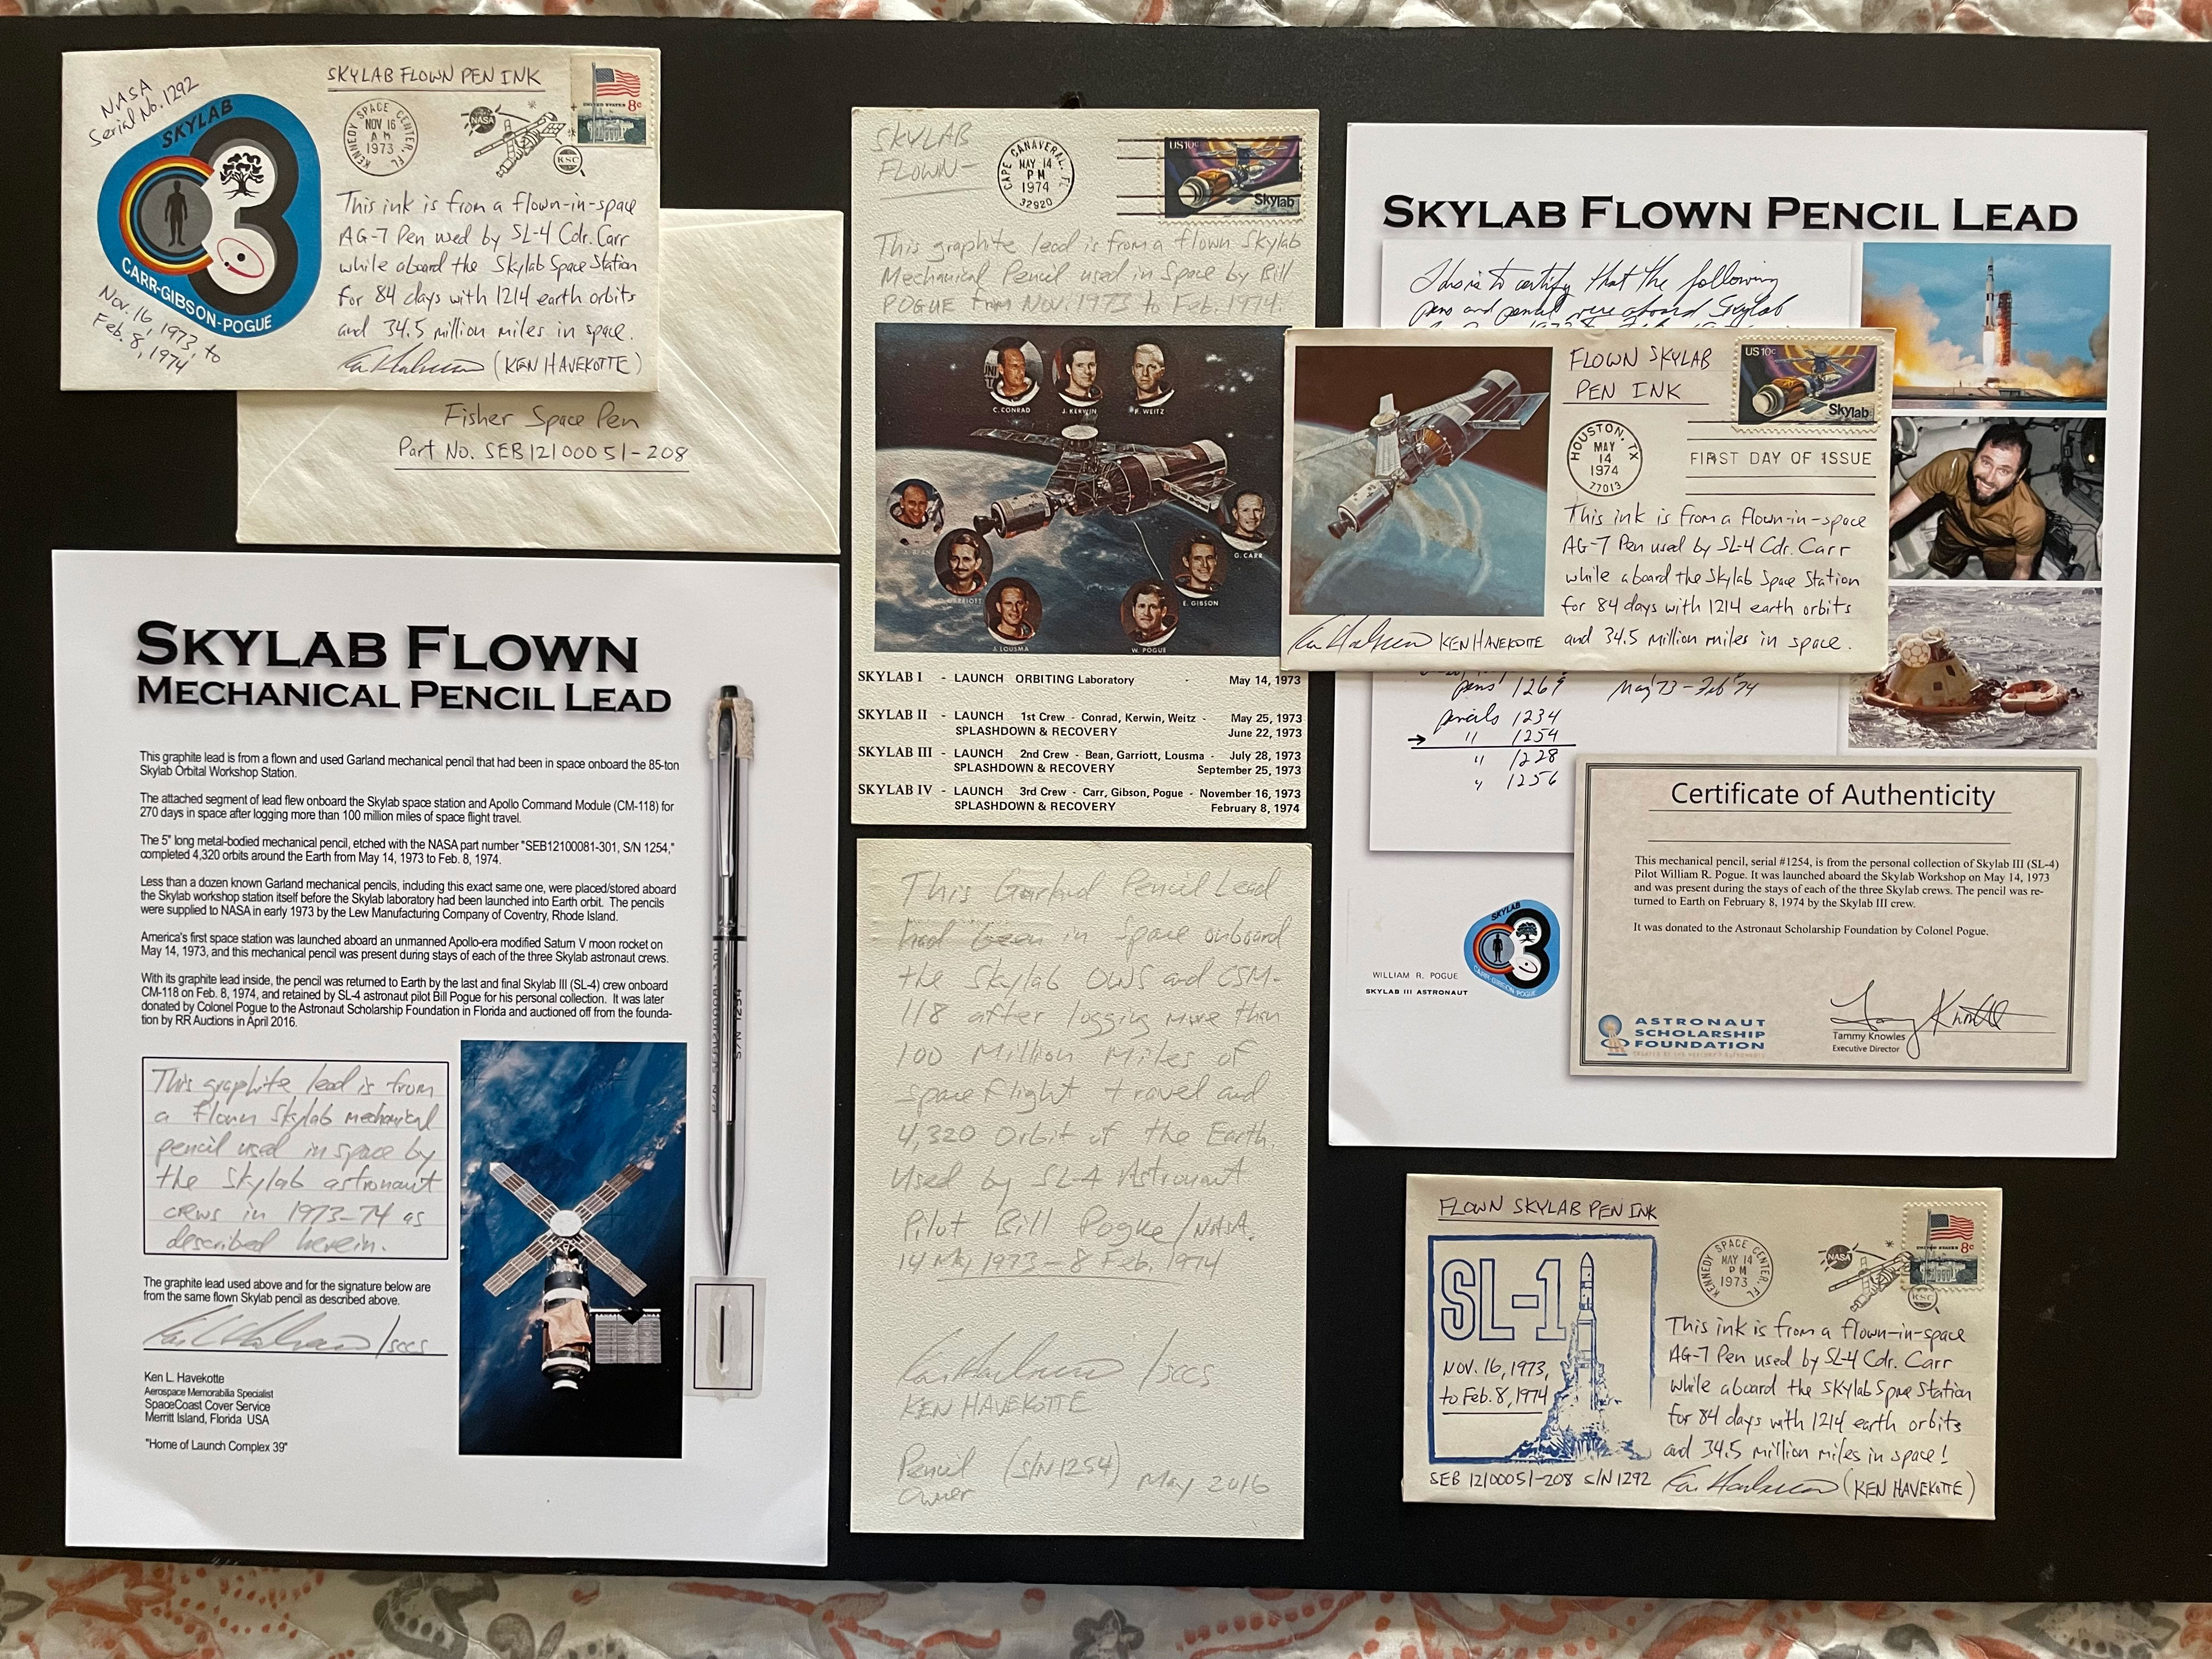 NASA
Serial No. 1292
SKYLAB
CARR-GIBSON-POGUE
Nov. 16, 1973, to
Feb. 8, 1974
SKYLAB FLOWN PEN INK
KENNEDY SPACE CENTER, FL
NOV 16
AM
1973
NASA
KSC
UNITED STATES 8c
This ink is from a flown-in-space
AG-7 Pen used by SL-4 Cdr. Carr
while aboard the Skylab Space Station
for 84 days with 1214 earth orbits
and 34.5 million miles in space.
(KEN HAVEKOTTE)
Fisher Space Pen
Part No. SEB12100051-208
SKYLAB FLOWN
MECHANICAL PENCIL LEAD
This graphite lead is from a flown and used Garland mechanical pencil that had been in space onboard the 85-ton
Skylab Orbital Workshop Station.
The attached segment of lead flew onboard the Skylab space station and Apollo Command Module (CM-118) for
270 days in space after logging more than 100 million miles of space flight travel.
The 5" long metal-bodied mechanical pencil, etched with the NASA part number "SEB12100081-301, S/N 1254,"
completed 4,320 orbits around the Earth from May 14, 1973 to Feb. 8, 1974.
Less than a dozen known Garland mechanical pencils, including this exact same one, were placed/stored aboard
the Skylab workshop station itself before the Skylab laboratory had been launched into Earth orbit. The pencils
were supplied to NASA in early 1973 by the Lew Manufacturing Company of Coventry, Rhode Island.
America's first space station was launched aboard an unmanned Apollo-era modified Saturn V moon rocket on
May 14, 1973, and this mechanical pencil was present during stays of each of the three Skylab astronaut crews.
With its graphite lead inside, the pencil was returned to Earth by the last and final Skylab III (SL-4) crew onboard
CM-118 on Feb. 8, 1974, and retained by SL-4 astronaut pilot Bill Pogue for his personal collection. It was later
donated by Colonel Pogue to the Astronaut Scholarship Foundation in Florida and auctioned off from the founda-
tion by RR Auctions in April 2016.
This graphite lead is from
a flown Skylab mechanical
pencil used in space by
the Skylab astronaut
crews in 1973-74 as
described herein.
The graphite lead used above and for the signature below are
from the same flown Skylab pencil as described above.
/sccs
Ken L. Havekotte
Aerospace Memorabilia Specialist
SpaceCoast Cover Service
Merritt Island, Florida USA
"Home of Launch Complex 39"
P/N SEB12100081-301
S/N 1254
SKYLAB
FLOWN-
CAPE CANAVERAL, FL
MAY 14
PM
1974
32920
US 10c
Skylab
This graphite lead is from a flown Skylab
Mechanical Pencil used in Space by Bill
POGUE from NOV. 1973 to Feb. 1974.
C. CONRAD
J. KERWIN
P. WEITZ
A. BEAN
G. CARR
E. GIBSON
J. LOUSMA
W. POGUE
SKYLAB I - LAUNCH ORBITING Laboratory - May 14, 1973
SKYLAB II - LAUNCH 1st Crew - Conrad, Kerwin, Weitz - May 25, 1973
SPLASHDOWN & RECOVERY June 22, 1973
SKYLAB III - LAUNCH 2nd Crew - Bean, Garriott, Lousma - July 28, 1973
SPLASHDOWN & RECOVERY September 25, 1973
SKYLAB IV - LAUNCH 3rd Crew - Carr, Gibson, Pogue - November 16, 1973
SPLASHDOWN & RECOVERY February 8, 1974
This Garland Pencil Lead
had been in Space onboard
the Skylab OWS and CSM-
118 after logging more than
100 Million Miles of
spaceflight travel and
4,320 Orbit of the Earth.
Used by SL-4 Astronaut
Pilot Bill Pogue/NASA.
14 May 1973-8 Feb. 1974
/sccs
KEN HAVEKOTTE
Pencil (S/N 1254) May 2016
Owner
SKYLAB FLOWN PENCIL LEAD
This is to certify that the following
pens and pencil were aboard Skylab
pens 1269 May '73 - Feb '74
pencils 1234
→ " 1254
" 1228
" 1256
FLOWN SKYLAB
PEN INK
US 10c
Skylab
HOUSTON, TX
MAY
14
1974
77013
FIRST DAY OF ISSUE
This ink is from a flown-in-space
AG-7 Pen used by SL-4 Cdr. Carr
while aboard the Skylab Space Station
for 84 days with 1214 earth orbits
and 34.5 million miles in space.
KEN HAVEKOTTE
Certificate of Authenticity
This mechanical pencil, serial #1254, is from the personal collection of Skylab III (SL-4)
Pilot William R. Pogue. It was launched aboard the Skylab Workshop on May 14, 1973
and was present during the stays of each of the three Skylab crews. The pencil was re-
turned to Earth on February 8, 1974 by the Skylab III crew.
It was donated to the Astronaut Scholarship Foundation by Colonel Pogue.
ASTRONAUT
SCHOLARSHIP
FOUNDATION
Tammy Knowles
Executive Director
SKYLAB
CARR-GIBSON-POGUE
WILLIAM R. POGUE
SKYLAB III ASTRONAUT
FLOWN SKYLAB PEN INK
SL-1
NOV. 16, 1973,
to Feb. 8, 1974
KENNEDY SPACE CENTER, FL
MAY 14
PM
1973
NASA
KSC
UNITED STATES 8c
This ink is from a flown-in-space
AG-7 Pen used by SL-4 Cdr. Carr
while aboard the Skylab Space Station
for 84 days with 1214 earth orbits
and 34.5 million miles in space!
SEB 12100051-208 S/N 1292
(KEN HAVEKOTTE)